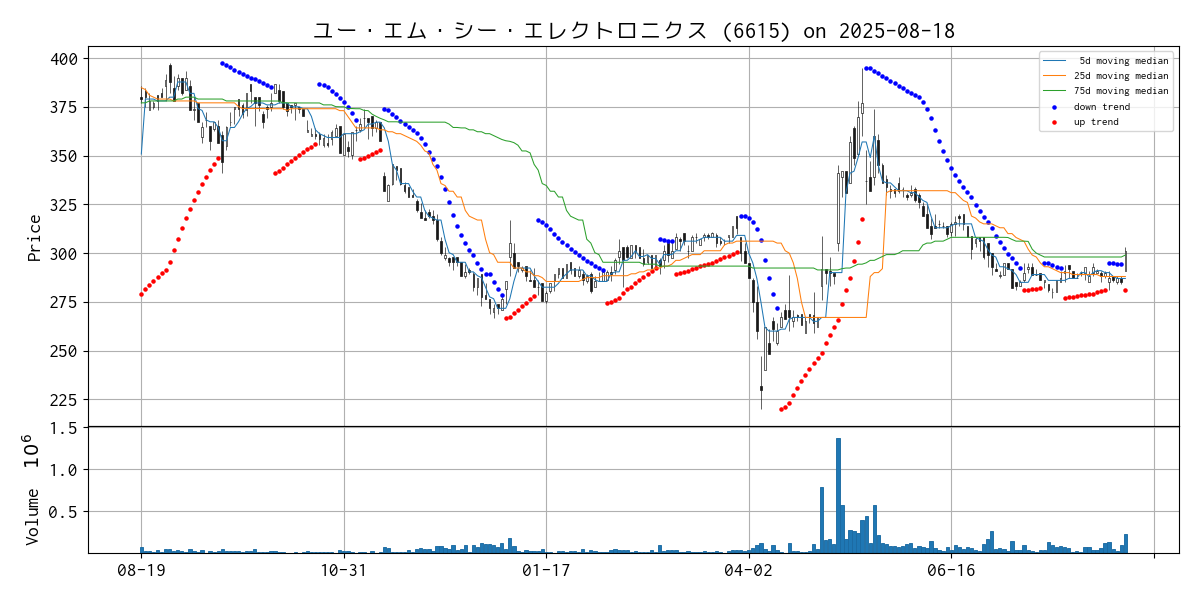 ユー・エム・シー・エレクトロニクス (6615) on 2025-08-18
400
375
350
325
300
275
250
225
Price
5d moving median
25d moving median
75d moving median
down trend
up trend
1.5
1.0
0.5
Volume 10^6
08-19
10-31
01-17
04-02
06-16